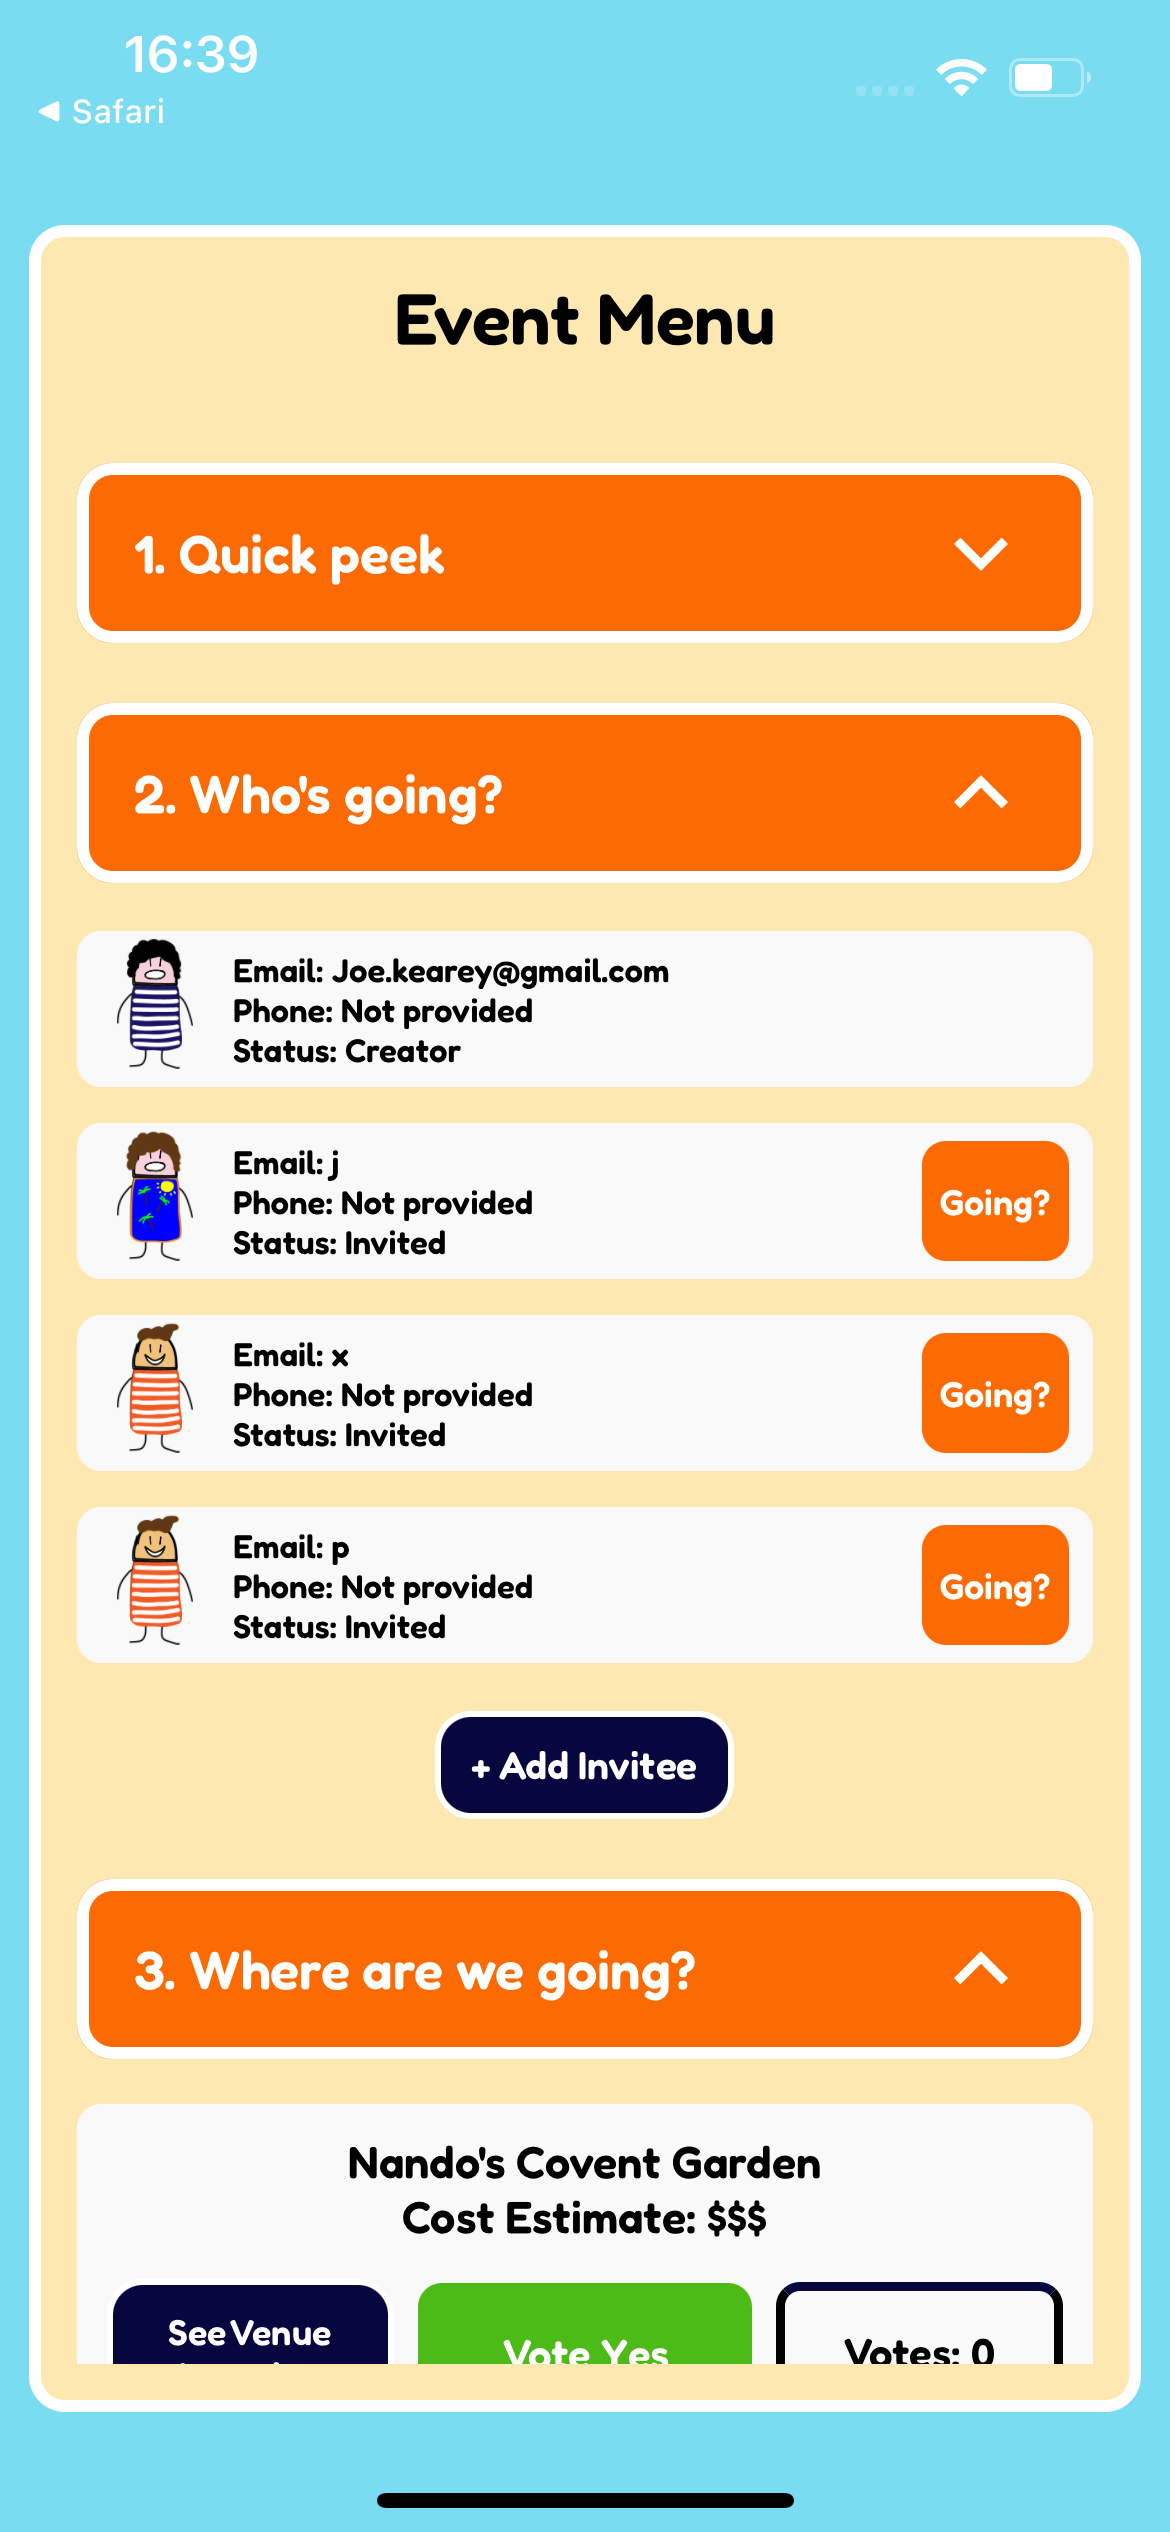 16:39
Safari
Event Menu
1. Quick peek
2. Who's going?
Email: Joe.kearey@gmail.com
Phone: Not provided
Status: Creator
Email: j
Phone: Not provided
Status: Invited
Going?
Email: x
Phone: Not provided
Status: Invited
Going?
Email: p
Phone: Not provided
Status: Invited
Going?
+ Add Invitee
3. Where are we going?
Nando's Covent Garden
Cost Estimate: $$$
See Venue
Vote Yes
Votes: 0